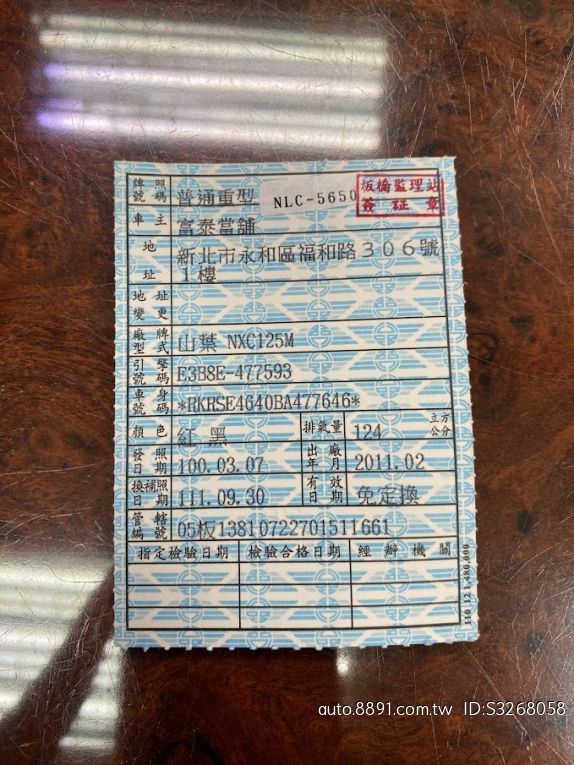 牌照號碼 普通重型 NLC-5650
板橋監理站
簽證章
車主 富泰當舖
地址 新北市永和區福和路306號
1樓
地址變更
廠牌型式 山葉 NXC125M
引擎號碼 E3B8E-477593
車身號碼 *RKRSE4640BA477646*
顏色 紅 黑 排氣量 124 立方公分
發照日期 100.03.07 出廠年月 2011.02
換補照日期 111.09.30 有效日期 免定換
管轄編號 05板13810722701511661
指定檢驗日期 檢驗合格日期 經辦機關
110.12.1,480,000
auto.8891.com.tw ID:S3268058